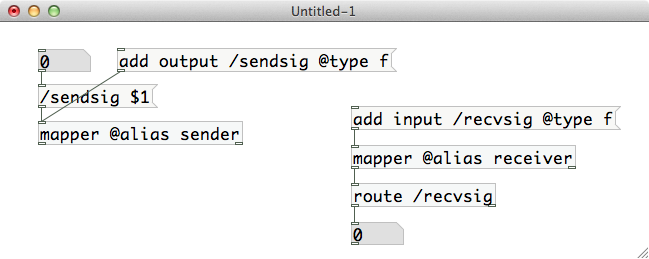 Untitled-1
0
add output /sendsig @type f
/sendsig $1
mapper @alias sender
add input /recvsig @type f
mapper @alias receiver
route /recvsig
0